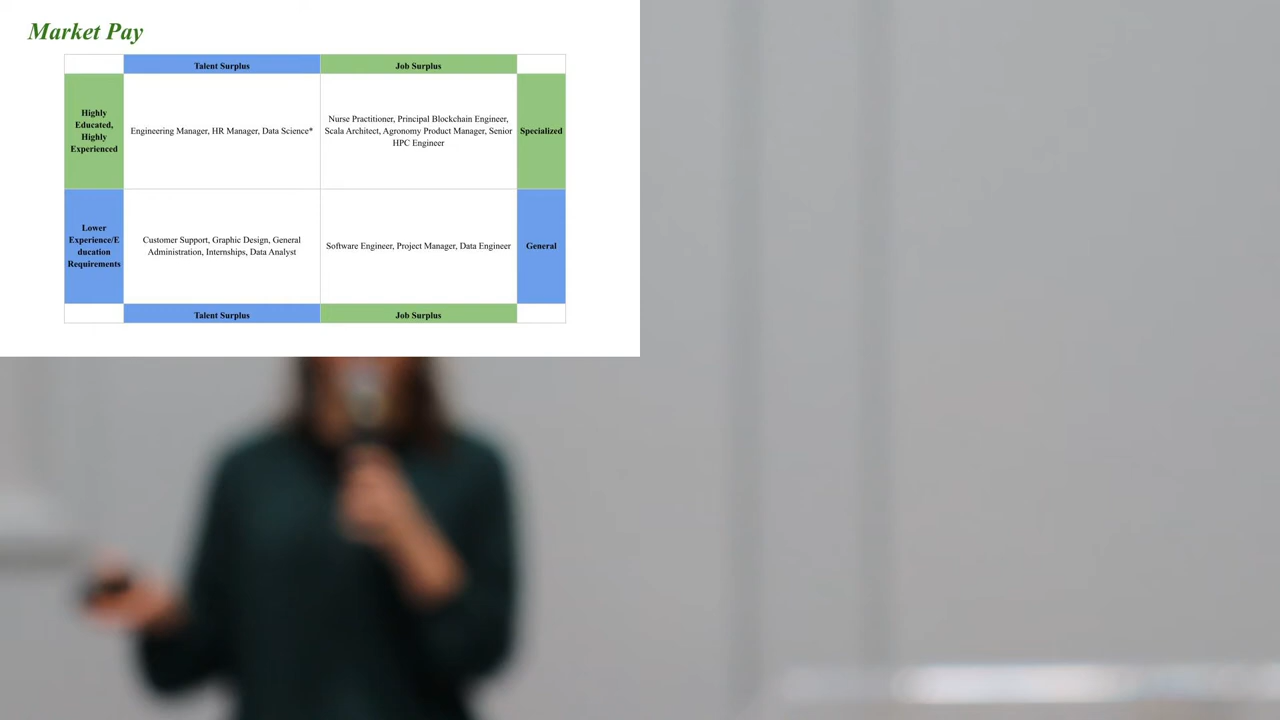 Market Pay
Talent Surplus
Job Surplus
Highly
Educated,
Highly
Experienced
Engineering Manager, HR Manager, Data Science*
Nurse Practitioner, Principal Blockchain Engineer,
Scala Architect, Agronomy Product Manager, Senior
HPC Engineer
Specialized
Lower
Experience/E
ducation
Requirements
Customer Support, Graphic Design, General
Administration, Internships, Data Analyst
Software Engineer, Project Manager, Data Engineer
General
Talent Surplus
Job Surplus